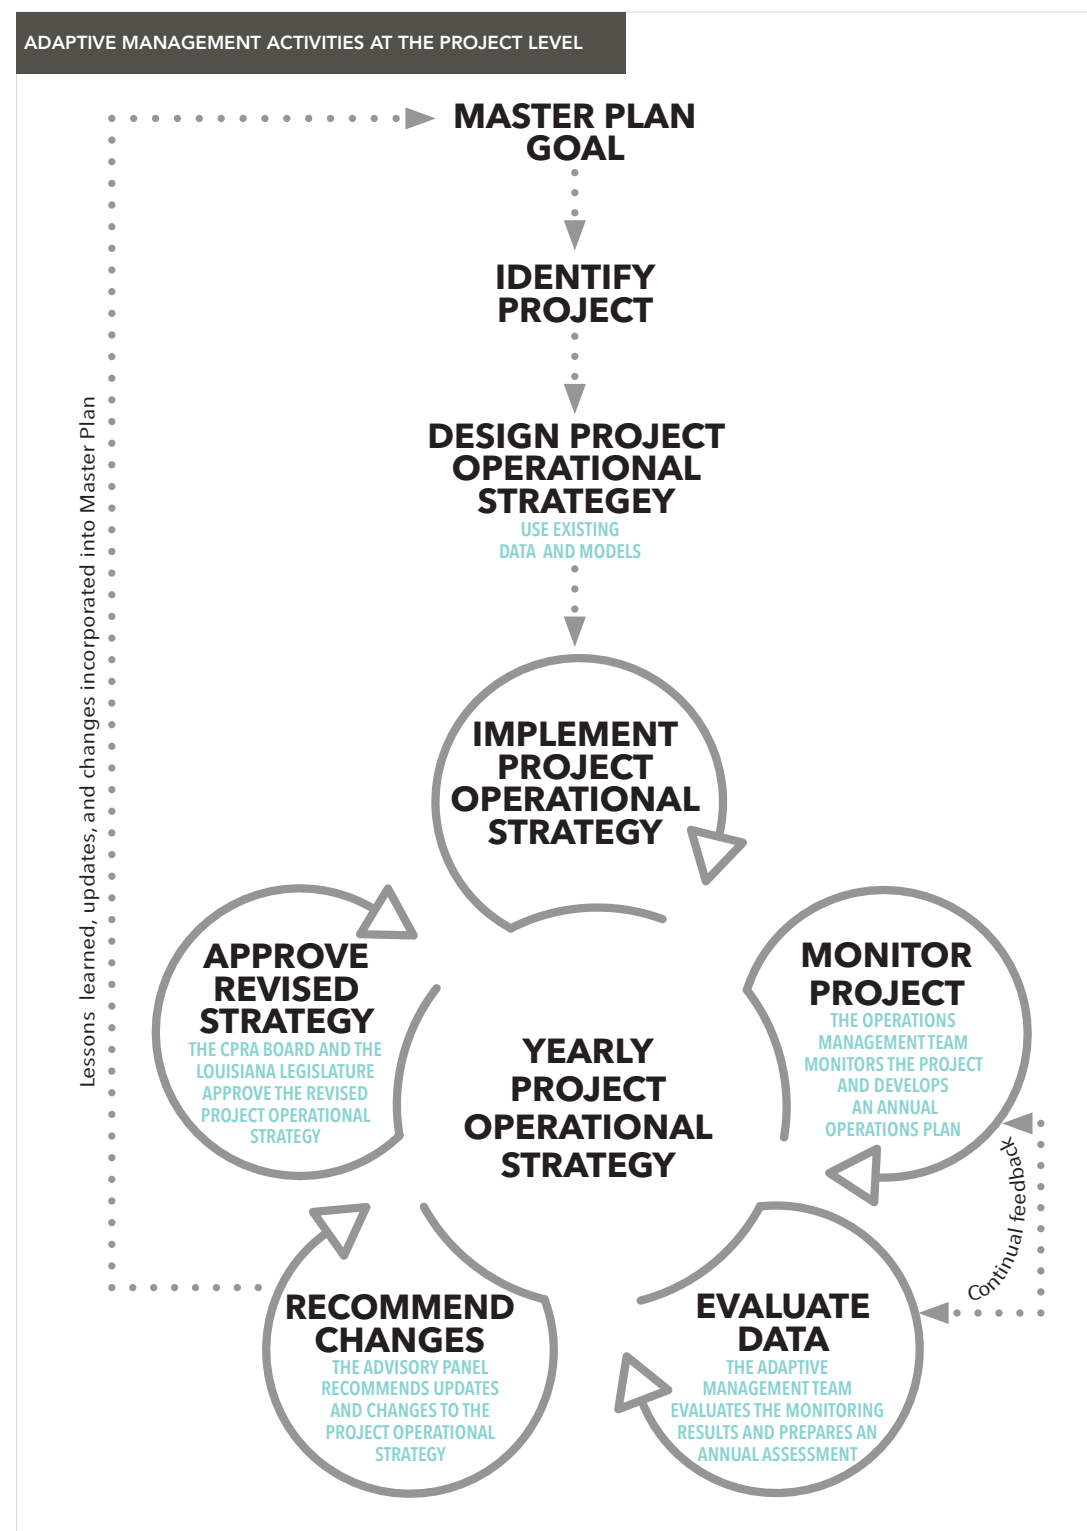 ADAPTIVE MANAGEMENT ACTIVITIES AT THE PROJECT LEVEL
MASTER PLAN
GOAL
IDENTIFY
PROJECT
DESIGN PROJECT
OPERATIONAL
STRATEGEY
USE EXISTING
DATA AND MODELS
Lessons learned, updates, and changes incorporated into Master Plan
IMPLEMENT
PROJECT
OPERATIONAL
STRATEGY
MONITOR
PROJECT
THE OPERATIONS
MANAGEMENT TEAM
MONITORS THE PROJECT
AND DEVELOPS
AN ANNUAL
OPERATIONS PLAN
Continual feedback
EVALUATE
DATA
THE ADAPTIVE
MANAGEMENT TEAM
EVALUATES THE MONITORING
RESULTS AND PREPARES AN
ANNUAL ASSESSMENT
RECOMMEND
CHANGES
THE ADVISORY PANEL
RECOMMENDS UPDATES
AND CHANGES TO THE
PROJECT OPERATIONAL
STRATEGY
APPROVE
REVISED
STRATEGY
THE CPRA BOARD AND THE
LOUISIANA LEGISLATURE
APPROVE THE REVISED
PROJECT OPERATIONAL
STRATEGY
YEARLY
PROJECT
OPERATIONAL
STRATEGY